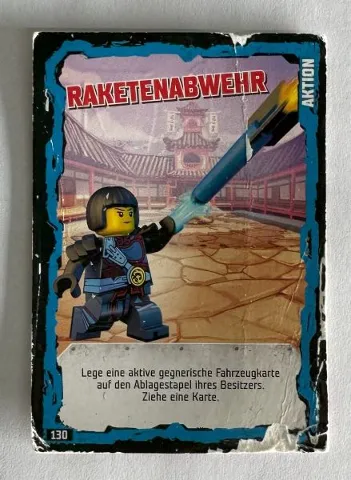 RAKETENABWEHR
AKTION
Lege eine aktive gegnerische Fahrzeugkarte
auf den Ablagestapel ihres Besitzers.
Ziehe eine Karte.
130